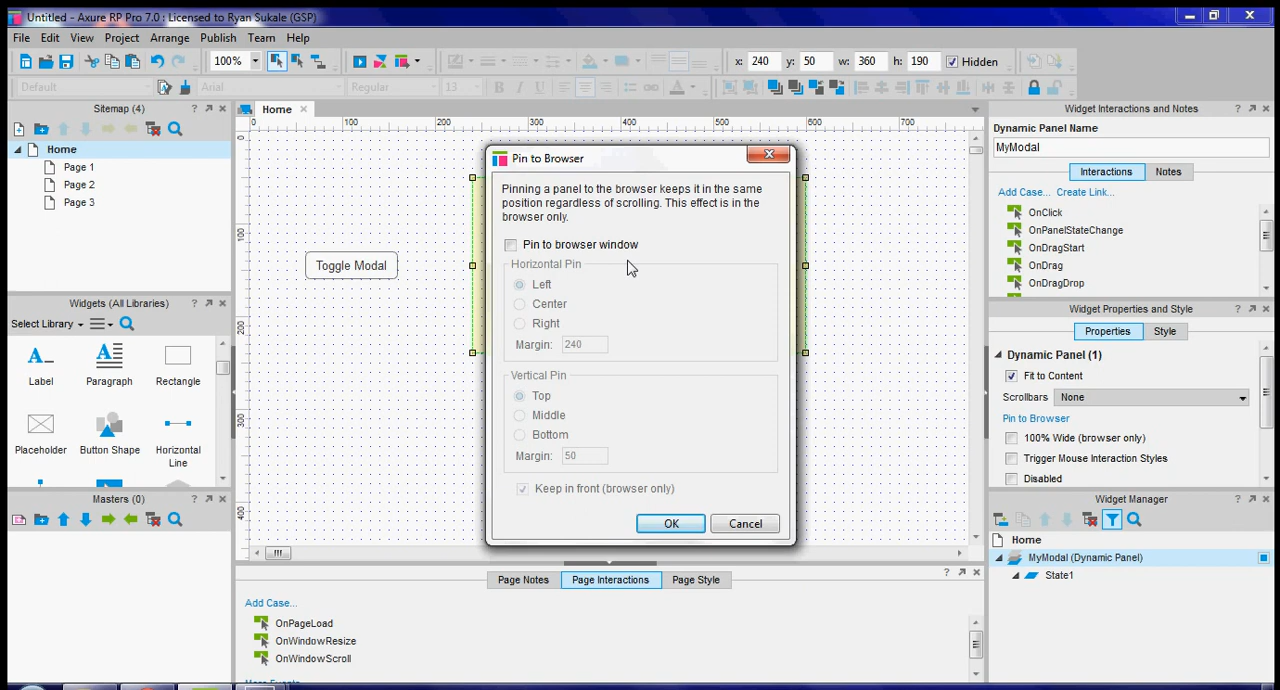 Untitled - Axure RP Pro 7.0 : Licensed to Ryan Sukale (GSP)
File Edit View Project Arrange Publish Team Help
100% x: 240 y: 50 w: 360 h: 190 Hidden
Default Arial Regular 13
Sitemap (4)
Home
Page 1
Page 2
Page 3
Widgets (All Libraries)
Select Library
Label Paragraph Rectangle
Placeholder Button Shape Horizontal
Line
Masters (0)
Home
0 100 200 300 400 500 600 700
0
100
200
300
400
Toggle Modal
Pin to Browser
Pinning a panel to the browser keeps it in the same
position regardless of scrolling. This effect is in the
browser only.
Pin to browser window
Horizontal Pin
Left
Center
Right
Margin: 240
Vertical Pin
Top
Middle
Bottom
Margin: 50
Keep in front (browser only)
OK Cancel
Page Notes Page Interactions Page Style
Add Case...
OnPageLoad
OnWindowResize
OnWindowScroll
More Events
Widget Interactions and Notes
Dynamic Panel Name
MyModal
Interactions Notes
Add Case... Create Link...
OnClick
OnPanelStateChange
OnDragStart
OnDrag
OnDragDrop
Widget Properties and Style
Properties Style
Dynamic Panel (1)
Fit to Content
Scrollbars None
Pin to Browser
100% Wide (browser only)
Trigger Mouse Interaction Styles
Disabled
Widget Manager
Home
MyModal (Dynamic Panel)
State1